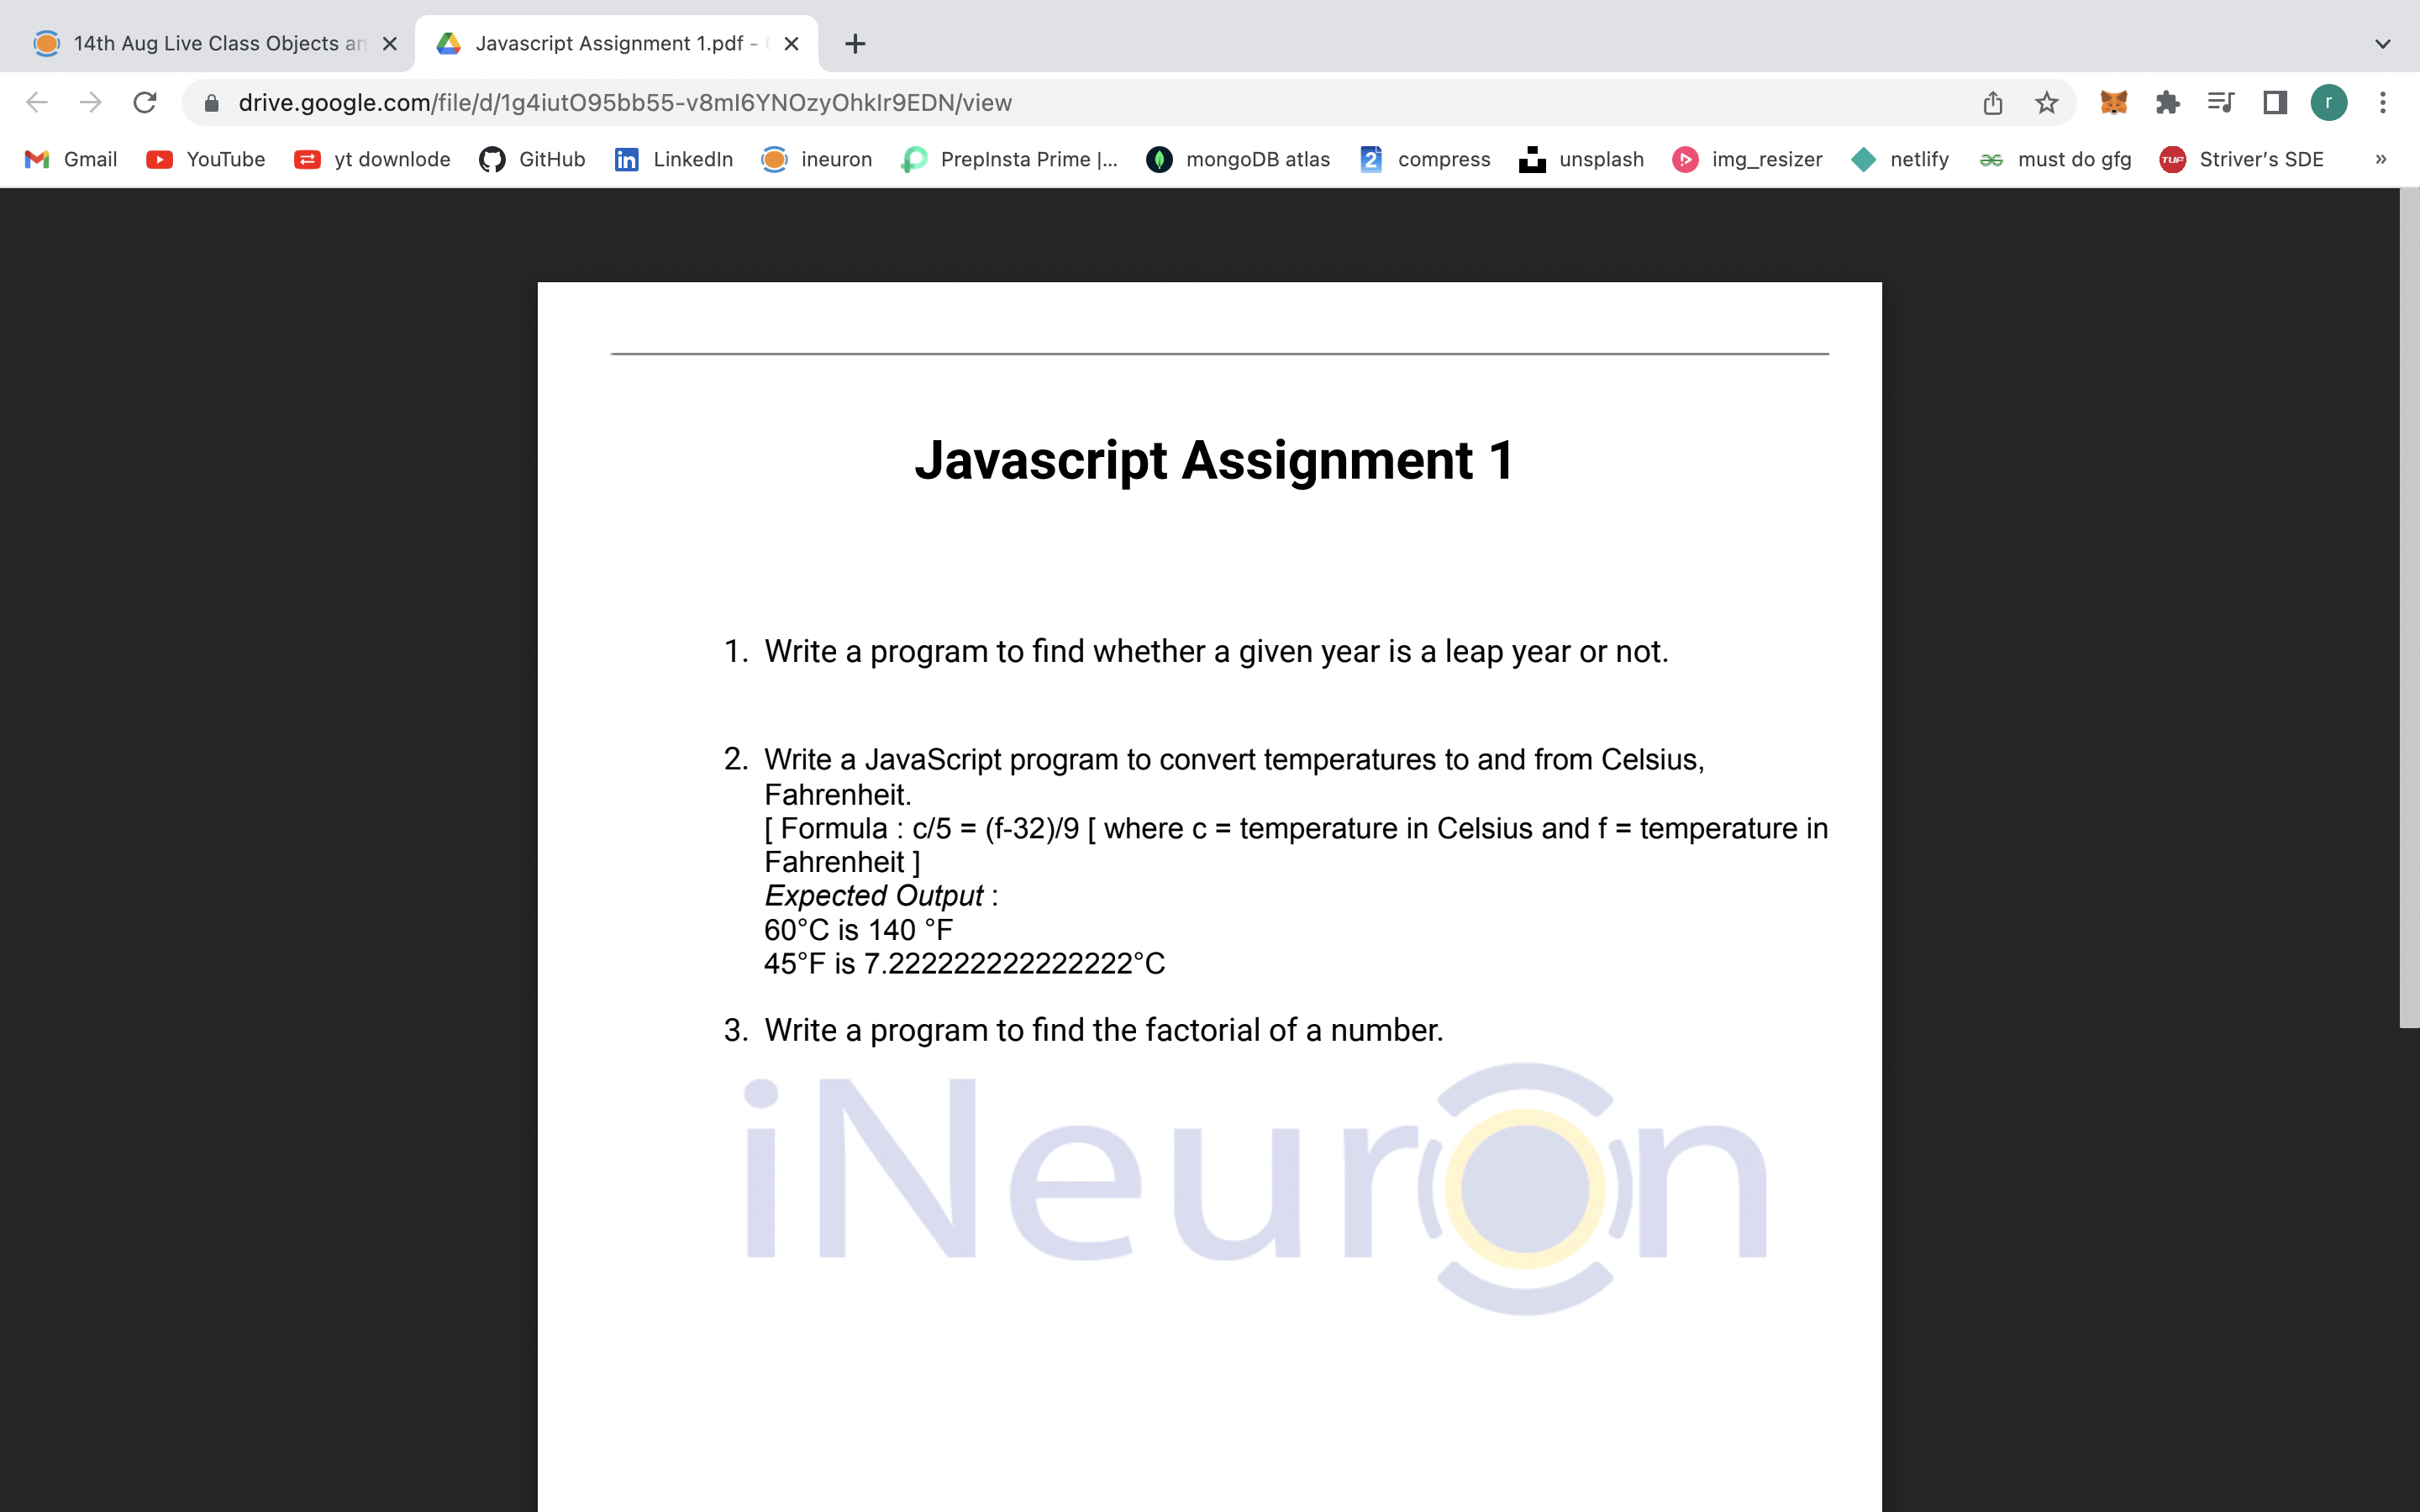 14th Aug Live Class Objects an
Javascript Assignment 1.pdf -
drive.google.com/file/d/1g4iutO95bb55-v8mI6YNOzyOhkIr9EDN/view
r
Gmail YouTube yt downlode GitHub LinkedIn ineuron PrepInsta Prime |... mongoDB atlas 2 compress unsplash img_resizer netlify must do gfg TUF Striver's SDE »
Javascript Assignment 1
1. Write a program to find whether a given year is a leap year or not.
2. Write a JavaScript program to convert temperatures to and from Celsius,
Fahrenheit.
[ Formula : c/5 = (f-32)/9 [ where c = temperature in Celsius and f = temperature in
Fahrenheit ]
Expected Output :
60°C is 140 °F
45°F is 7.222222222222222°C
3. Write a program to find the factorial of a number.
iNeuron